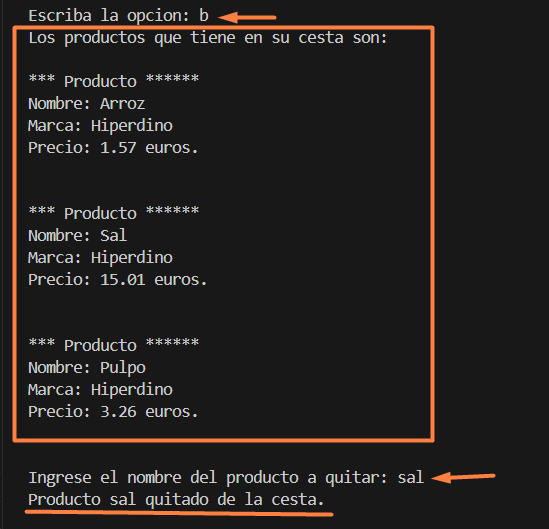 Escriba la opcion: b
Los productos que tiene en su cesta son:
*** Producto ******
Nombre: Arroz
Marca: Hiperdino
Precio: 1.57 euros.
*** Producto ******
Nombre: Sal
Marca: Hiperdino
Precio: 15.01 euros.
*** Producto ******
Nombre: Pulpo
Marca: Hiperdino
Precio: 3.26 euros.
Ingrese el nombre del producto a quitar: sal
Producto sal quitado de la cesta.